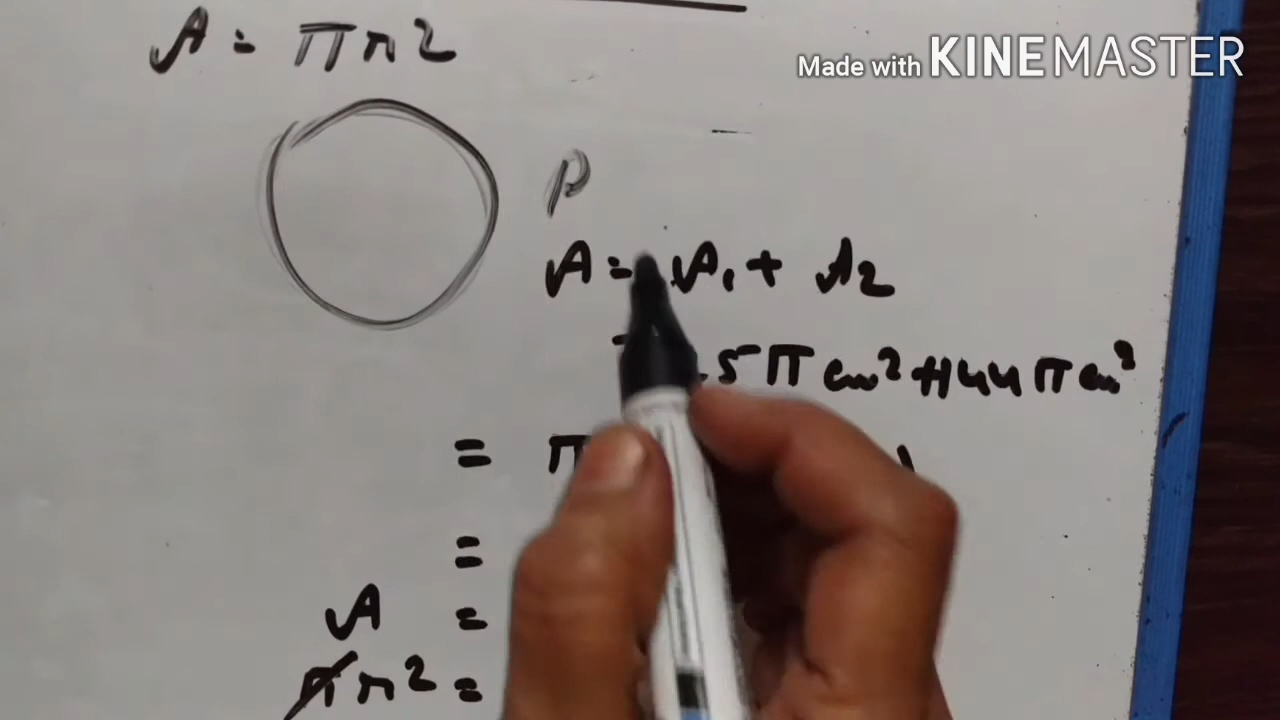 A = πr2
Made with KINEMASTER
P
A = A1 + A2
5π cm² + 144π cm²
= π
=
A =
πr2 =